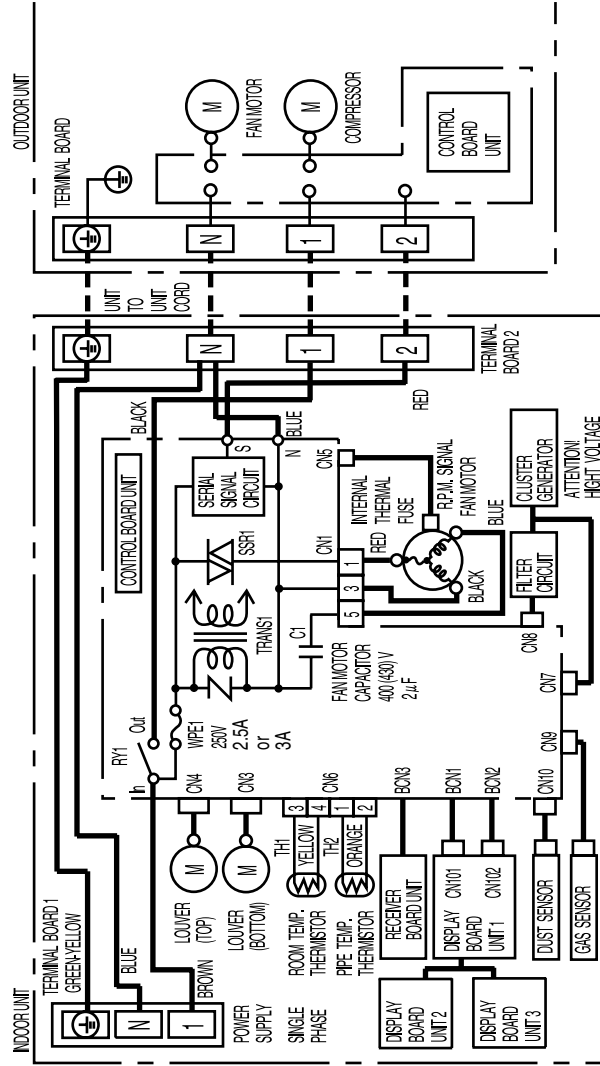 INDOOR UNIT
TERMINAL BOARD 1
GREEN-YELLOW
BLUE
N
1
BROWN
POWER
SUPPLY
SINGLE
PHASE
LOUVER
(TOP)
M
LOUVER
(BOTTOM)
M
ROOM TEMP.
THERMISTOR
TH1
YELLOW
PIPE TEMP.
THERMISTOR
TH2
ORANGE
RECEIVER
BOARD UNIT
DISPLAY
BOARD
UNIT 1
CN101
CN102
DISPLAY
BOARD
UNIT 2
DISPLAY
BOARD
UNIT 3
DUST SENSOR
GAS SENSOR
In
RY1
Out
CN4
CN3
3
4
1
2
CN6
BCN3
BCN1
BCN2
CN10
CN9
CN7
WPE1
250V
2.5A
or
3A
TRANS1
C1
FAN MOTOR
CAPACITOR
400 (430) V
2μF
CONTROL BOARD UNIT
SSR1
SERIAL
SIGNAL
CIRCUIT
S
N
BLACK
BLUE
RED
CN1
1
3
5
CN5
INTERNAL
THERMAL
FUSE
RED
BLACK
R.P.M. SIGNAL
FAN MOTOR
BLUE
CN8
FILTER
CIRCUIT
CLUSTER
GENERATOR
ATTENTION!
HIGHT VOLTAGE
N
1
2
TERMINAL
BOARD 2
UNIT
TO
UNIT
CORD
OUTDOOR UNIT
TERMINAL BOARD
N
1
2
M
FAN MOTOR
M
COMPRESSOR
CONTROL
BOARD
UNIT